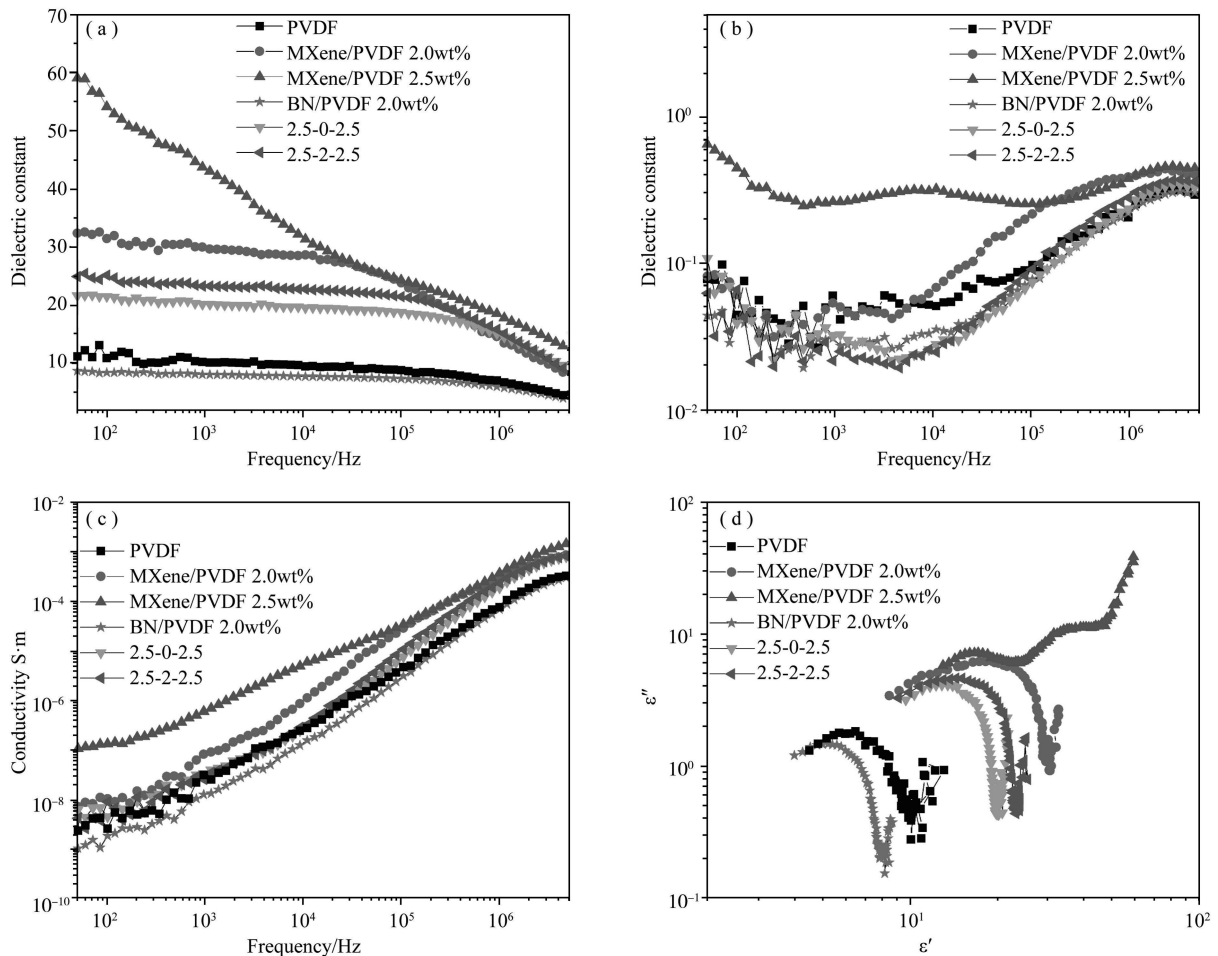 ( a )
70
60
50
40
30
20
10
Dielectric constant
PVDF
MXene/PVDF 2.0wt%
MXene/PVDF 2.5wt%
BN/PVDF 2.0wt%
2.5-0-2.5
2.5-2-2.5
10² 10³ 10⁴ 10⁵ 10⁶
Frequency/Hz
( b )
10⁰
10⁻¹
10⁻²
Dielectric constant
PVDF
MXene/PVDF 2.0wt%
MXene/PVDF 2.5wt%
BN/PVDF 2.0wt%
2.5-0-2.5
2.5-2-2.5
10² 10³ 10⁴ 10⁵ 10⁶
Frequency/Hz
( c )
10⁻²
10⁻⁴
10⁻⁶
10⁻⁸
10⁻¹⁰
Conductivity S·m
PVDF
MXene/PVDF 2.0wt%
MXene/PVDF 2.5wt%
BN/PVDF 2.0wt%
2.5-0-2.5
2.5-2-2.5
10² 10³ 10⁴ 10⁵ 10⁶
Frequency/Hz
( d )
10²
10¹
10⁰
10⁻¹
ε″
PVDF
MXene/PVDF 2.0wt%
MXene/PVDF 2.5wt%
BN/PVDF 2.0wt%
2.5-0-2.5
2.5-2-2.5
10¹ 10²
ε′